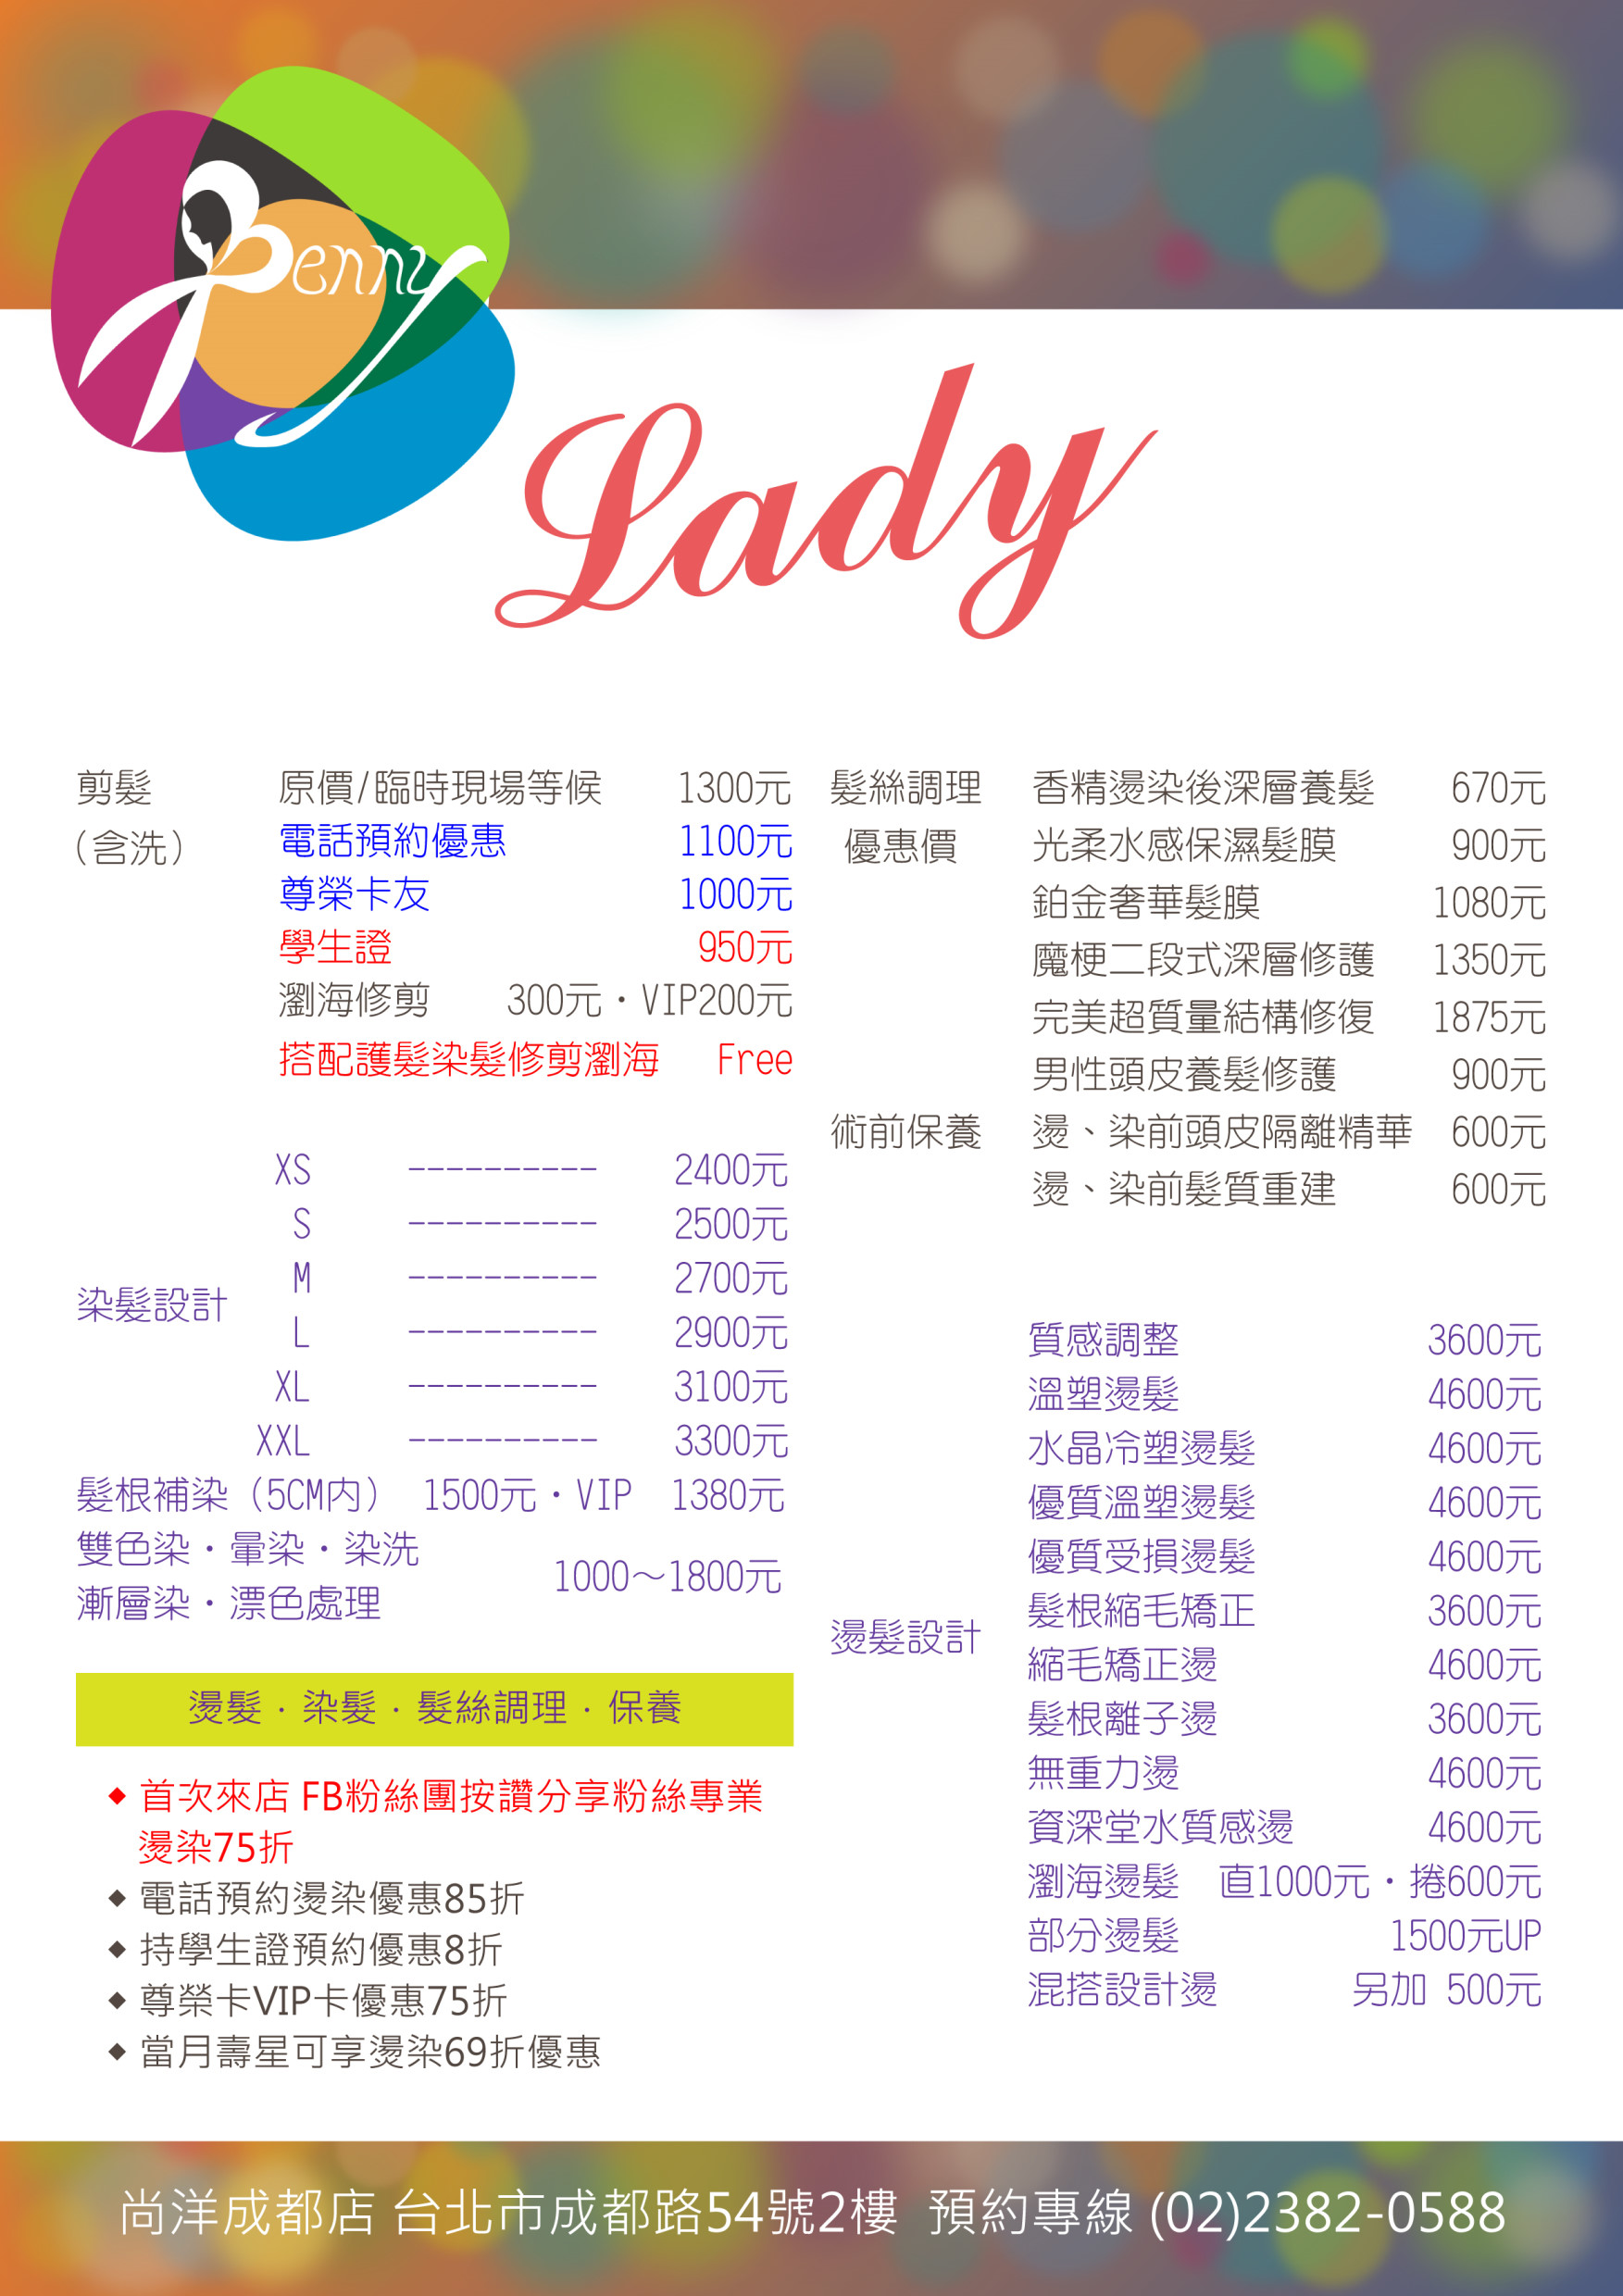 Benny
Lady
剪髮 原價/臨時現場等候 1300元
(含洗) 電話預約優惠 1100元
尊榮卡友 1000元
學生證 950元
瀏海修剪 300元·VIP200元
搭配護髮染髮修剪瀏海 Free
染髮設計
XS ---------- 2400元
S ---------- 2500元
M ---------- 2700元
L ---------- 2900元
XL ---------- 3100元
XXL ---------- 3300元
髮根補染(5CM內) 1500元·VIP 1380元
雙色染·暈染·染洗
漸層染·漂色處理
1000～1800元
燙髮·染髮·髮絲調理·保養
◆ 首次來店 FB粉絲團按讚分享粉絲專業
燙染75折
◆ 電話預約燙染優惠85折
◆ 持學生證預約優惠8折
◆ 尊榮卡VIP卡優惠75折
◆ 當月壽星可享燙染69折優惠
髮絲調理 香精燙染後深層養髮 670元
優惠價 光柔水感保濕髮膜 900元
鉑金奢華髮膜 1080元
魔梗二段式深層修護 1350元
完美超質量結構修復 1875元
男性頭皮養髮修護 900元
術前保養 燙、染前頭皮隔離精華 600元
燙、染前髮質重建 600元
燙髮設計
質感調整 3600元
溫塑燙髮 4600元
水晶冷塑燙髮 4600元
優質溫塑燙髮 4600元
優質受損燙髮 4600元
髮根縮毛矯正 3600元
縮毛矯正燙 4600元
髮根離子燙 3600元
無重力燙 4600元
資深堂水質感燙 4600元
瀏海燙髮 直1000元·捲600元
部分燙髮 1500元UP
混搭設計燙 另加 500元
尚洋成都店 台北市成都路54號2樓 預約專線 (02)2382-0588